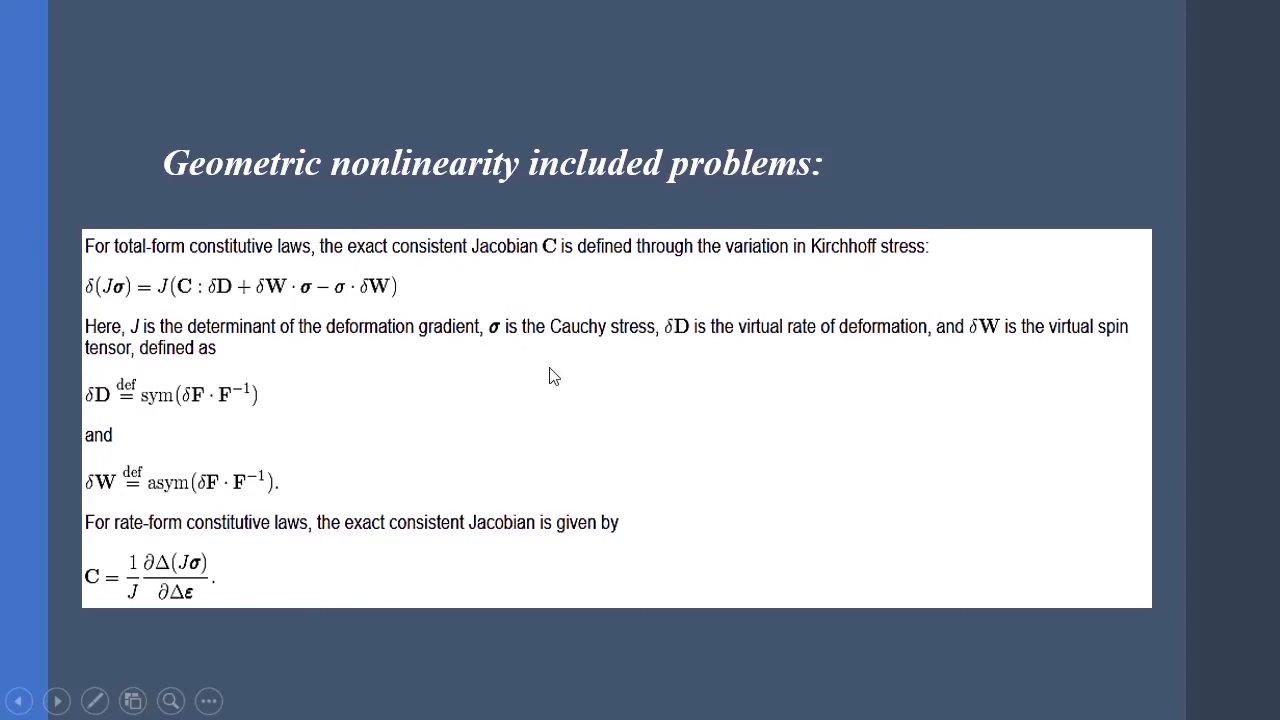 Geometric nonlinearity included problems:
For total-form constitutive laws, the exact consistent Jacobian C is defined through the variation in Kirchhoff stress:
δ(Jσ) = J(C : δD + δW · σ − σ · δW)
Here, J is the determinant of the deformation gradient, σ is the Cauchy stress, δD is the virtual rate of deformation, and δW is the virtual spin
tensor, defined as
δD def= sym(δF · F⁻¹)
and
δW def= asym(δF · F⁻¹).
For rate-form constitutive laws, the exact consistent Jacobian is given by
C = 1/J ∂Δ(Jσ)/∂Δε.